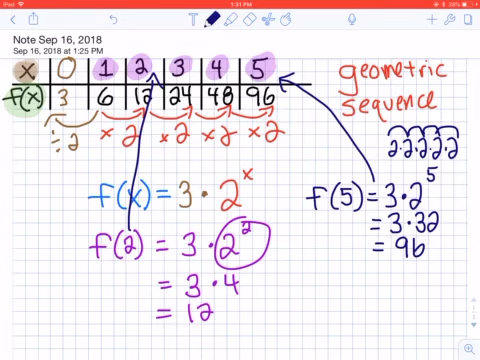 iPad
1:31 PM
38%
Note Sep 16, 2018
Sep 16, 2018 at 1:25 PM
x 0 1 2 3 4 5
f(x) 3 6 12 24 48 96
÷2 ×2 ×2 ×2 ×2
geometric
sequence
2·2·2·2·2
f(x) = 3 · 2^x
f(2) = 3 · 2^2
= 3 · 4
= 12
f(5) = 3 · 2^5
= 3 · 32
= 96